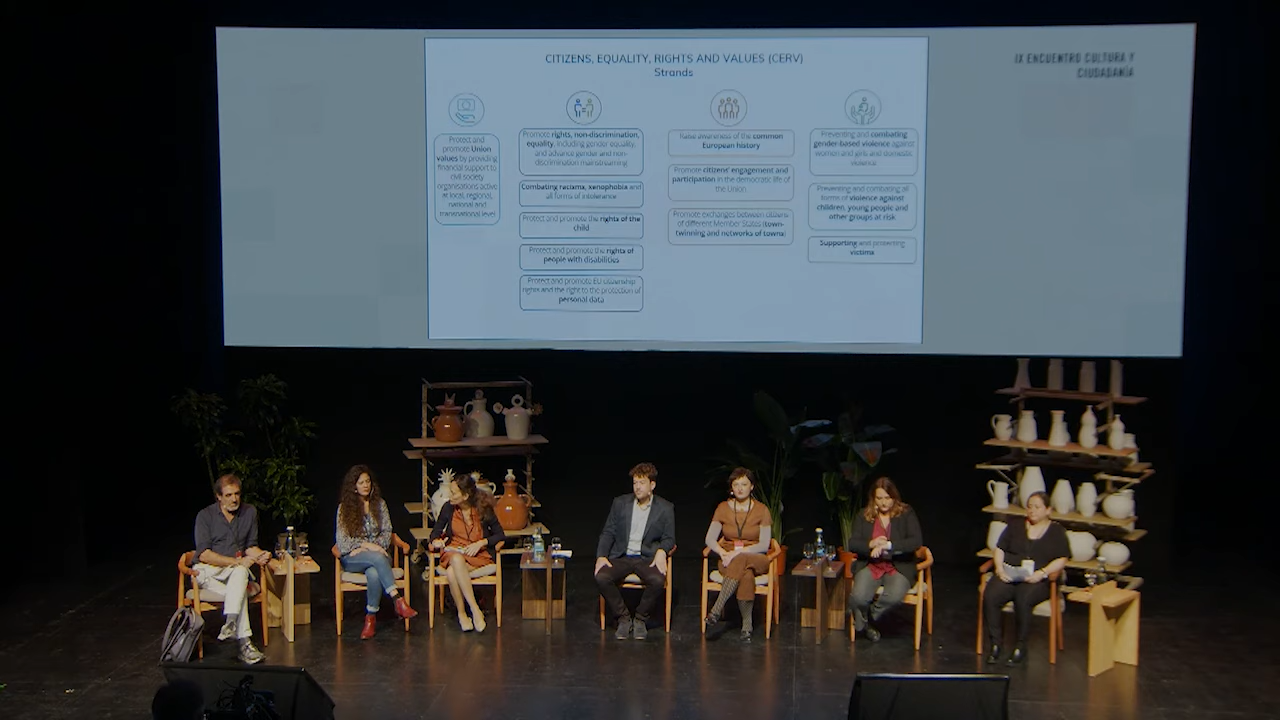 CITIZENS, EQUALITY, RIGHTS AND VALUES (CERV)
Strands
IX ENCUENTRO CULTURA Y
CIUDADANÍA
Protect and
promote Union
values by providing
financial support to
civil society
organisations active
at local, regional,
national and
transnational level
Promote rights, non-discrimination,
equality, including gender equality,
and advance gender and non-
discrimination mainstreaming
Combating racisms, xenophobia and
all forms of intolerance
Protect and promote the rights of the
child
Protect and promote the rights of
people with disabilities
Protect and promote EU citizenship
rights and the right to the protection of
personal data
Raise awareness of the common
European history
Promote citizens' engagement and
participation in the democratic life of
the Union
Promote exchanges between citizens
of different Member States (town-
twinning and networks of towns)
Preventing and combating
gender-based violence against
women and girls and domestic
violence
Preventing and combating all
forms of violence against
children, young people and
other groups at risk
Supporting and protecting
victims